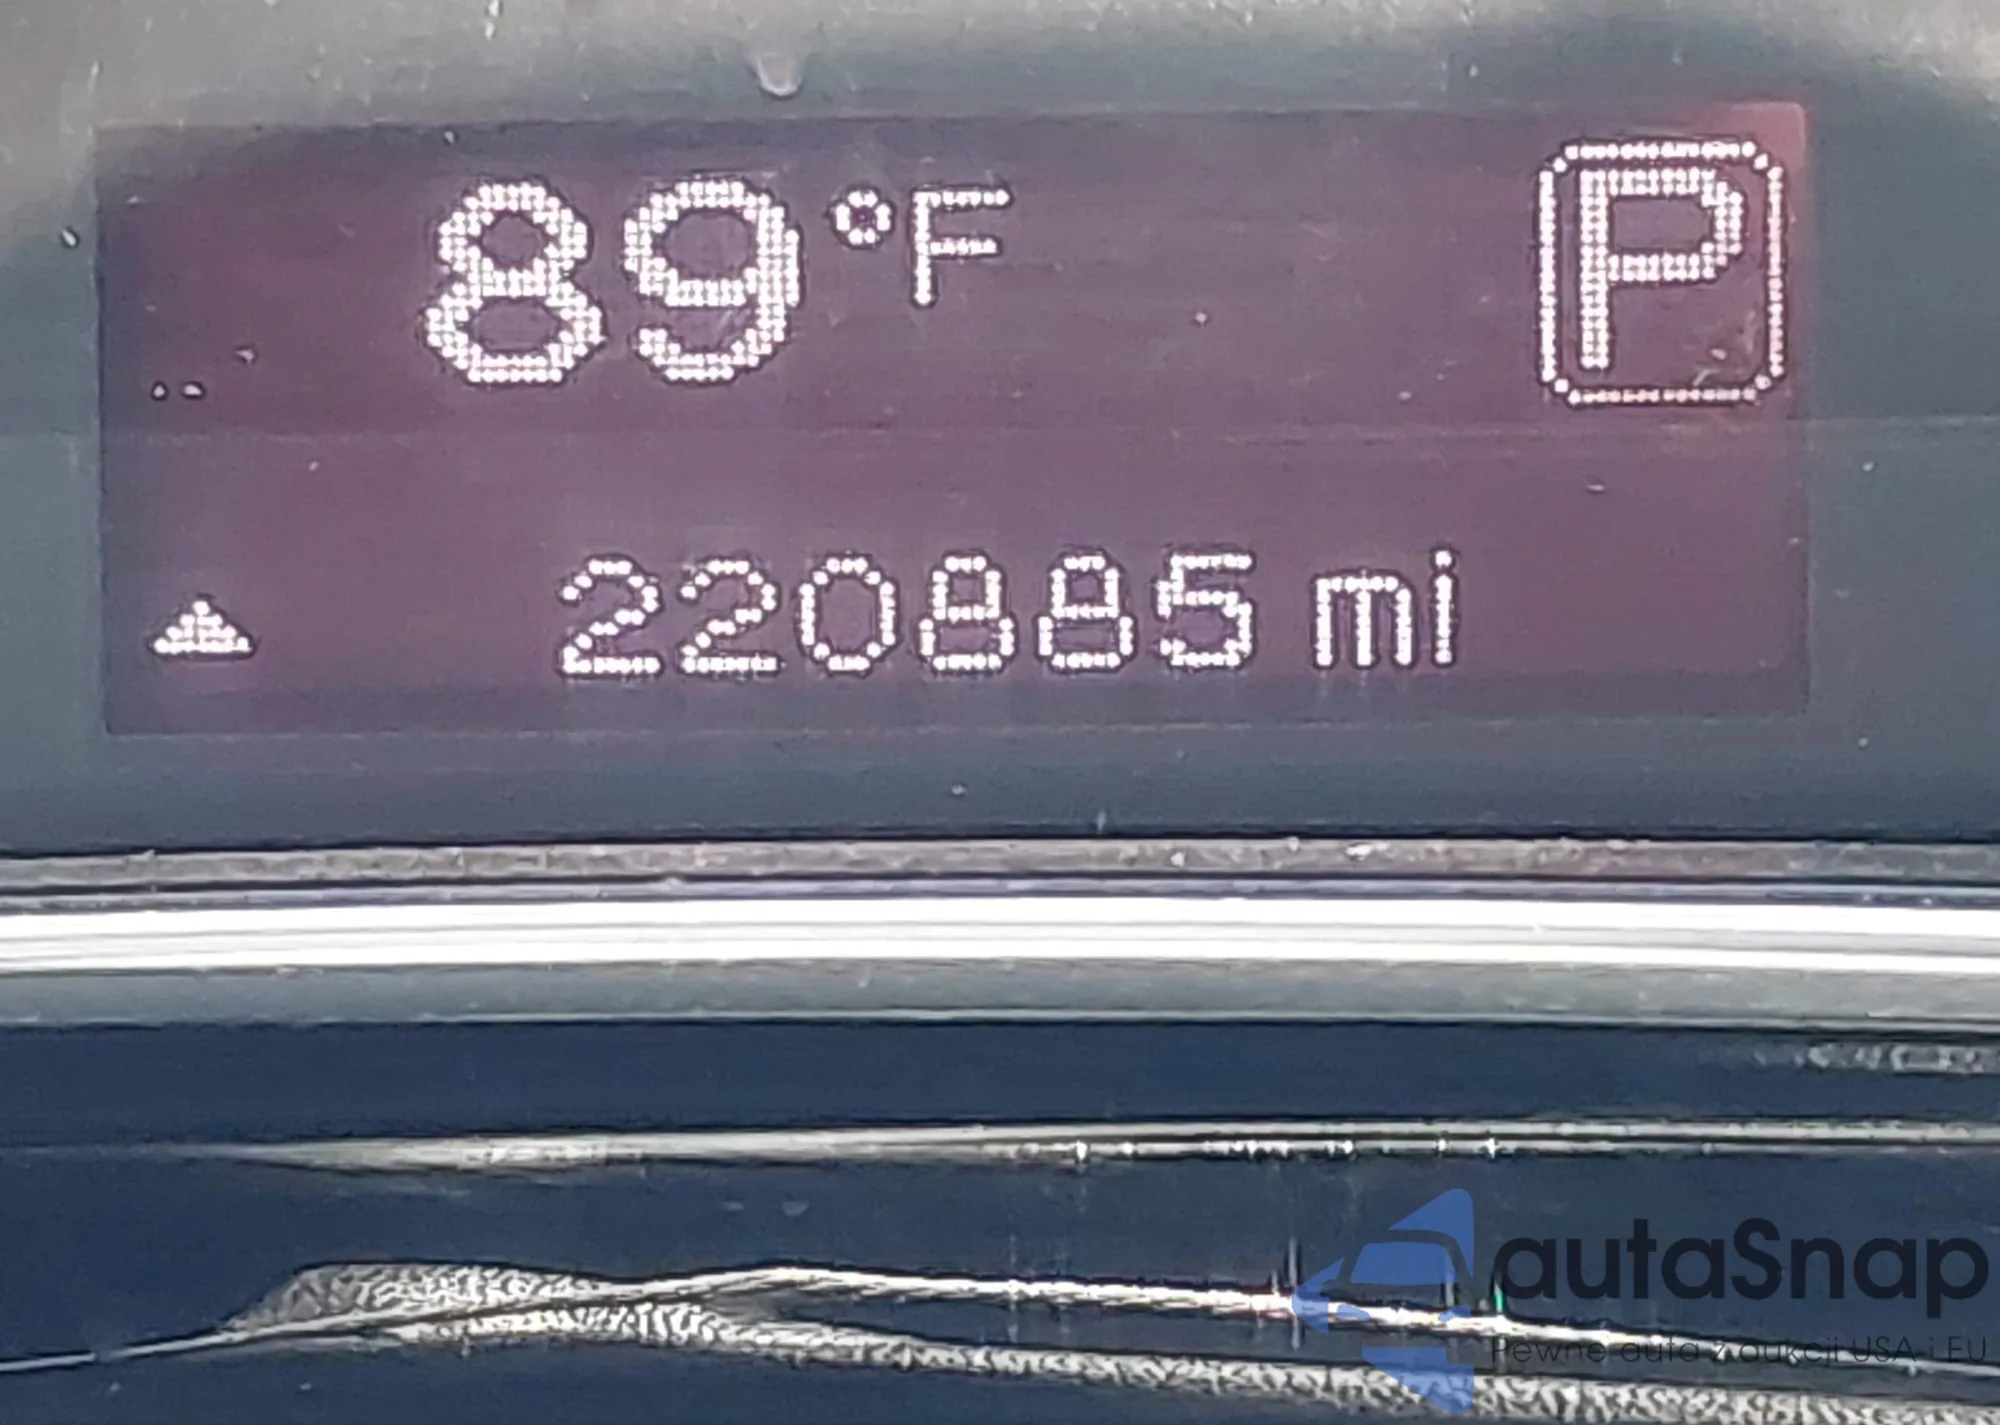 89 °F P
220885 mi
autaSnap
Pewne auta z aukcji USA i EU